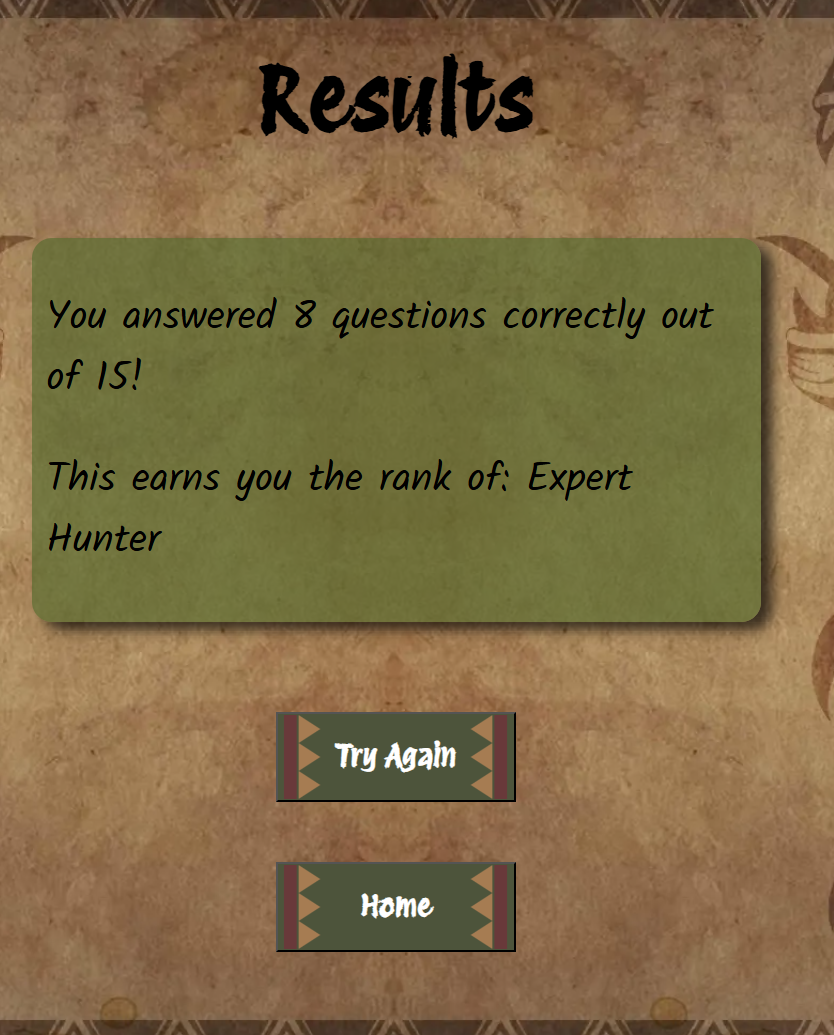 Results
You answered 8 questions correctly out
of 15!
This earns you the rank of: Expert
Hunter
Try Again
Home